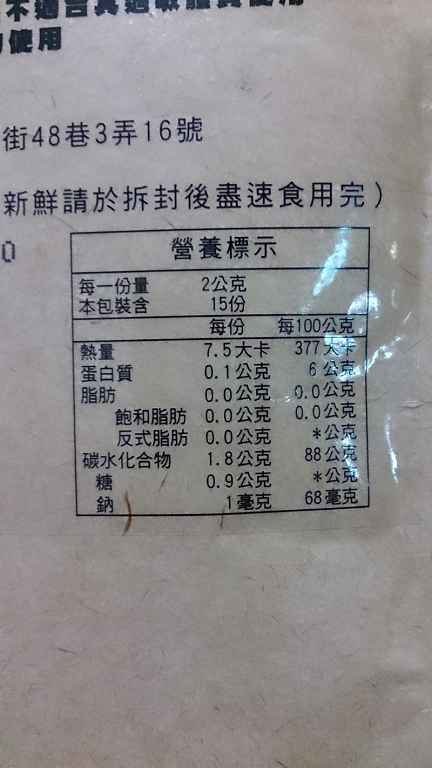 不適合其過敏體質使用
使用
街48巷3弄16號
新鮮請於拆封後盡速食用完)
0
營養標示
每一份量 2公克
本包裝含 15份
每份 每100公克
熱量 7.5大卡 377大卡
蛋白質 0.1公克 6公克
脂肪 0.0公克 0.0公克
飽和脂肪 0.0公克 0.0公克
反式脂肪 0.0公克 *公克
碳水化合物 1.8公克 88公克
糖 0.9公克 *公克
鈉 1毫克 68毫克